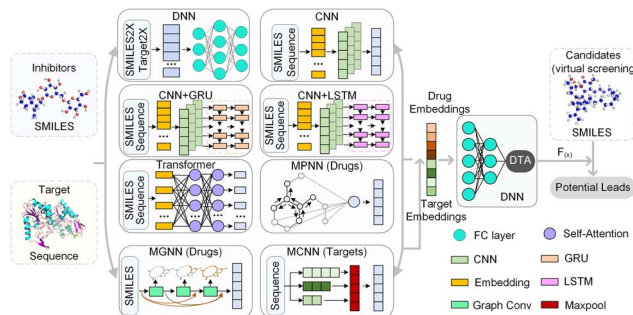 Inhibitors
SMILES
Target
Sequence
DNN
SMILES2X
Target2X
CNN
SMILES
Sequence
CNN+GRU
SMILES
Sequence
CNN+LSTM
SMILES
Sequence
Transformer
SMILES
Sequence
MPNN (Drugs)
MGNN (Drugs)
SMILES
MCNN (Targets)
Sequence
Drug
Embeddings
Target
Embeddings
DTA
DNN
Candidates
(virtual screening)
SMILES
F(x)
Potential Leads
FC layer
Self-Attention
CNN
GRU
Embedding
LSTM
Graph Conv
Maxpool